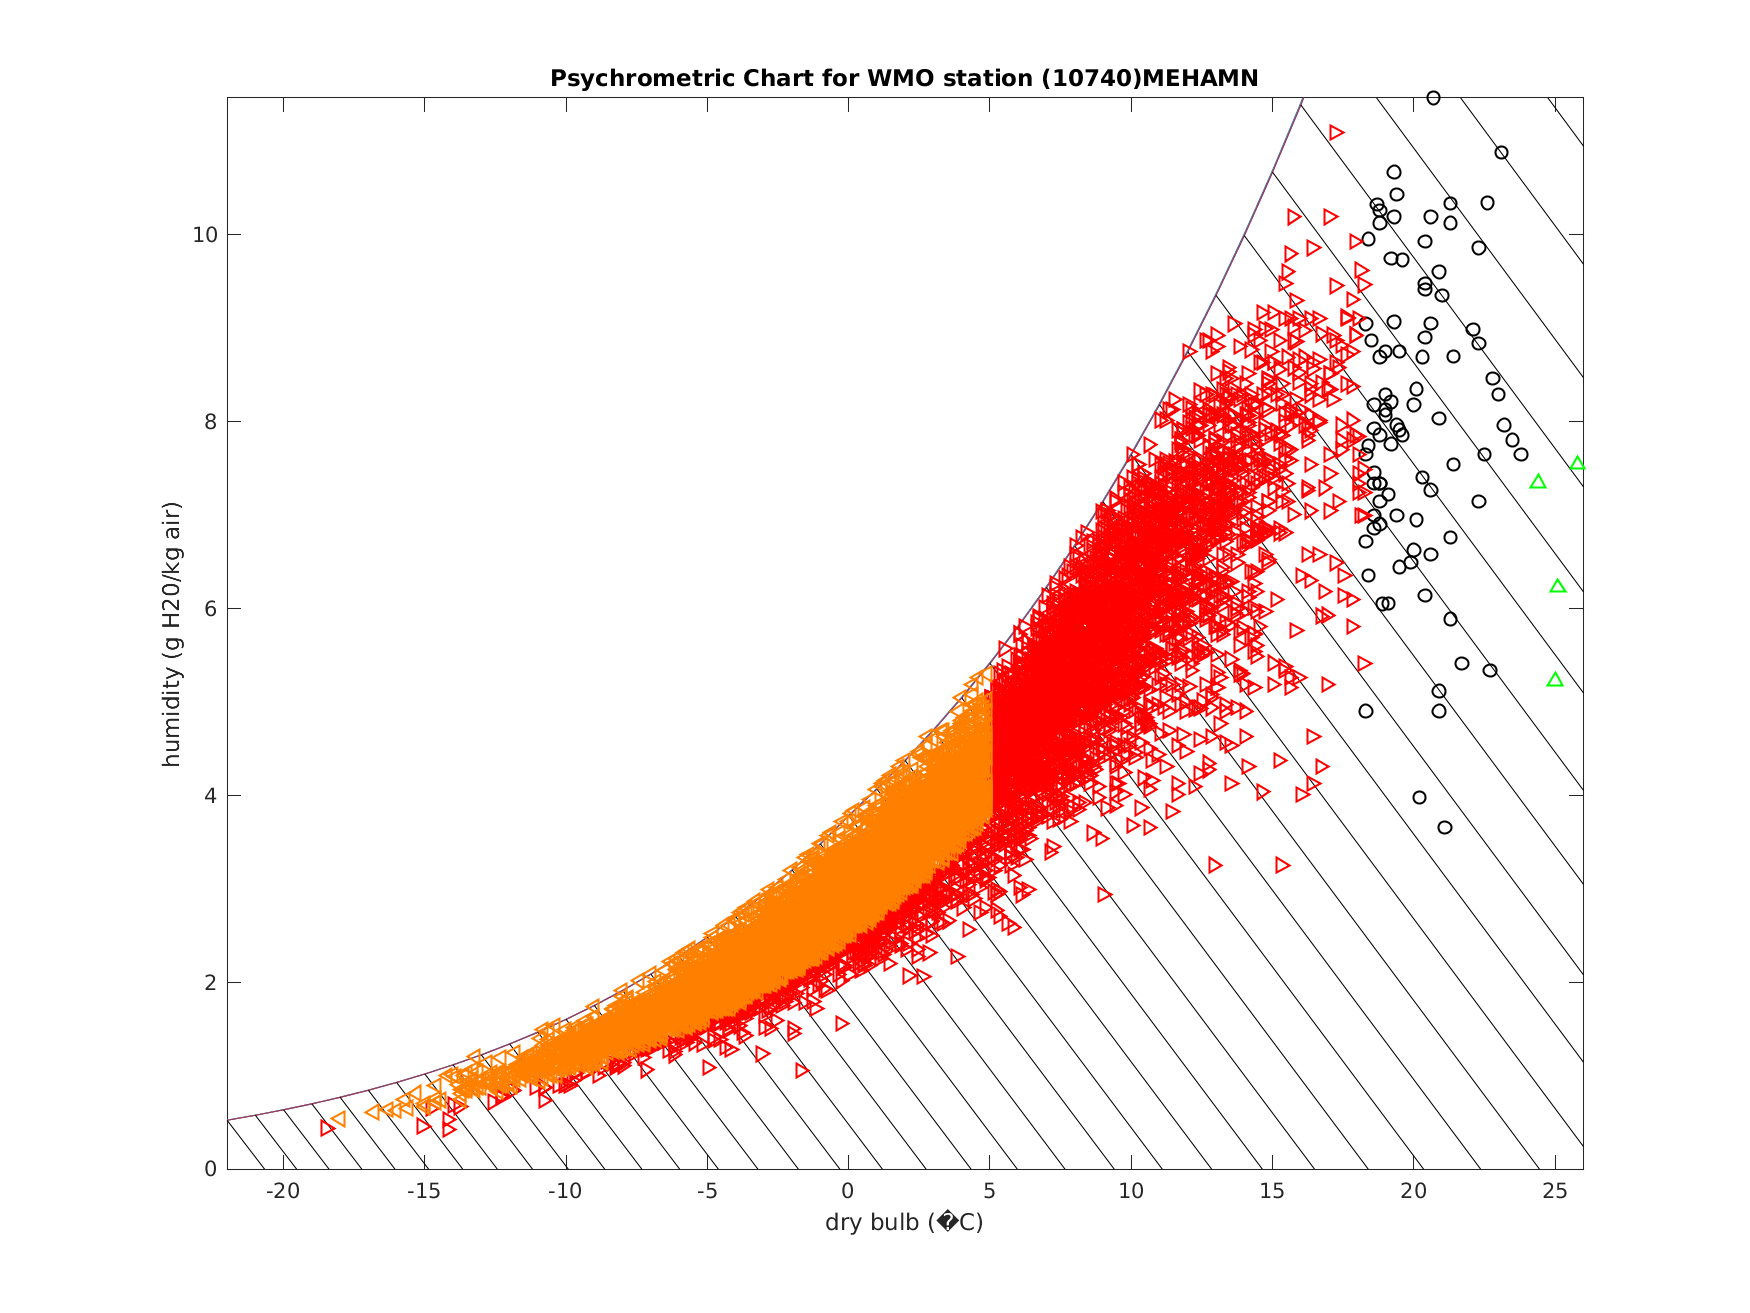 Psychrometric Chart for WMO station (10740)MEHAMN
humidity (g H20/kg air)
10
8
6
4
2
0
-20 -15 -10 -5 0 5 10 15 20 25
dry bulb (�C)